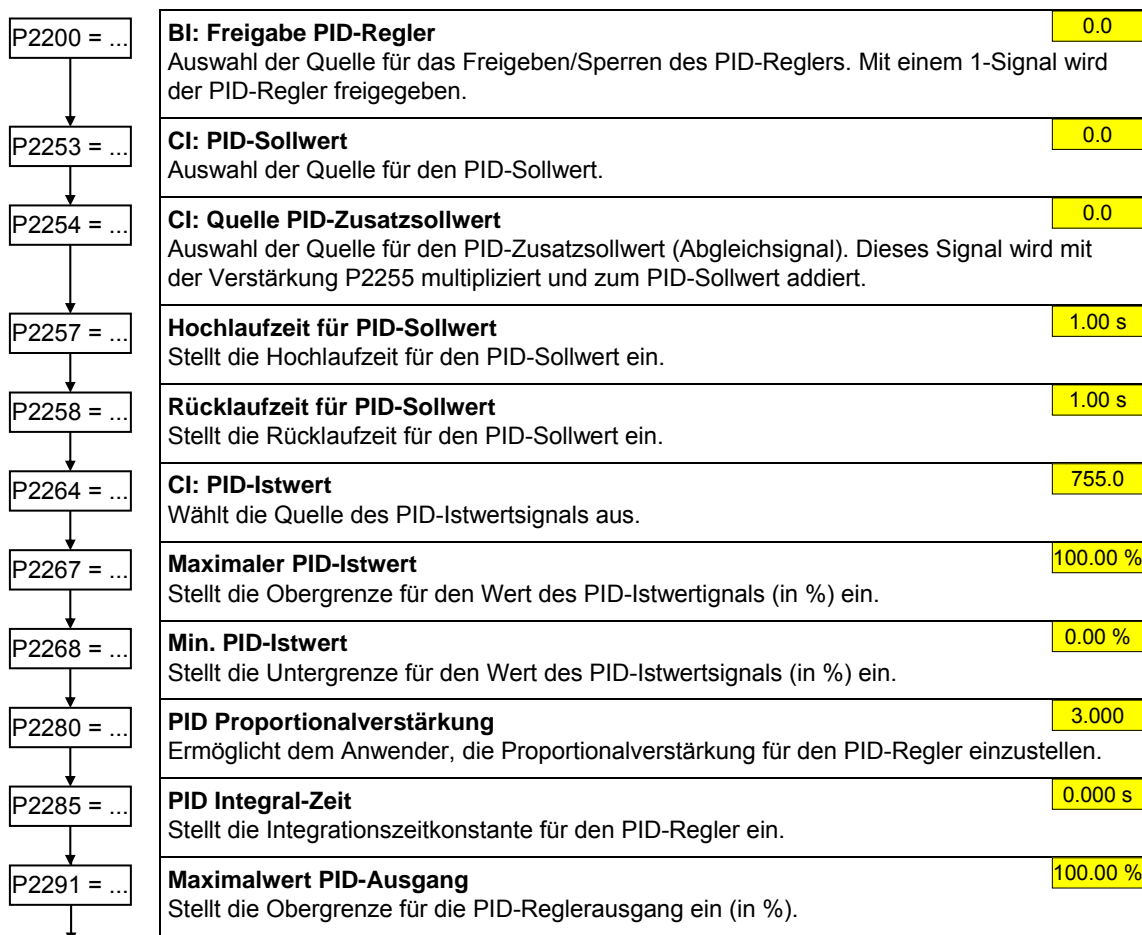 P2200 = ...
BI: Freigabe PID-Regler
0.0
Auswahl der Quelle für das Freigeben/Sperren des PID-Reglers. Mit einem 1-Signal wird
der PID-Regler freigegeben.
P2253 = ...
CI: PID-Sollwert
0.0
Auswahl der Quelle für den PID-Sollwert.
P2254 = ...
CI: Quelle PID-Zusatzsollwert
0.0
Auswahl der Quelle für den PID-Zusatzsollwert (Abgleichsignal). Dieses Signal wird mit
der Verstärkung P2255 multipliziert und zum PID-Sollwert addiert.
P2257 = ...
Hochlaufzeit für PID-Sollwert
1.00 s
Stellt die Hochlaufzeit für den PID-Sollwert ein.
P2258 = ...
Rücklaufzeit für PID-Sollwert
1.00 s
Stellt die Rücklaufzeit für den PID-Sollwert ein.
P2264 = ...
CI: PID-Istwert
755.0
Wählt die Quelle des PID-Istwertsignals aus.
P2267 = ...
Maximaler PID-Istwert
100.00 %
Stellt die Obergrenze für den Wert des PID-Istwertignals (in %) ein.
P2268 = ...
Min. PID-Istwert
0.00 %
Stellt die Untergrenze für den Wert des PID-Istwertsignals (in %) ein.
P2280 = ...
PID Proportionalverstärkung
3.000
Ermöglicht dem Anwender, die Proportionalverstärkung für den PID-Regler einzustellen.
P2285 = ...
PID Integral-Zeit
0.000 s
Stellt die Integrationszeitkonstante für den PID-Regler ein.
P2291 = ...
Maximalwert PID-Ausgang
100.00 %
Stellt die Obergrenze für die PID-Reglerausgang ein (in %).